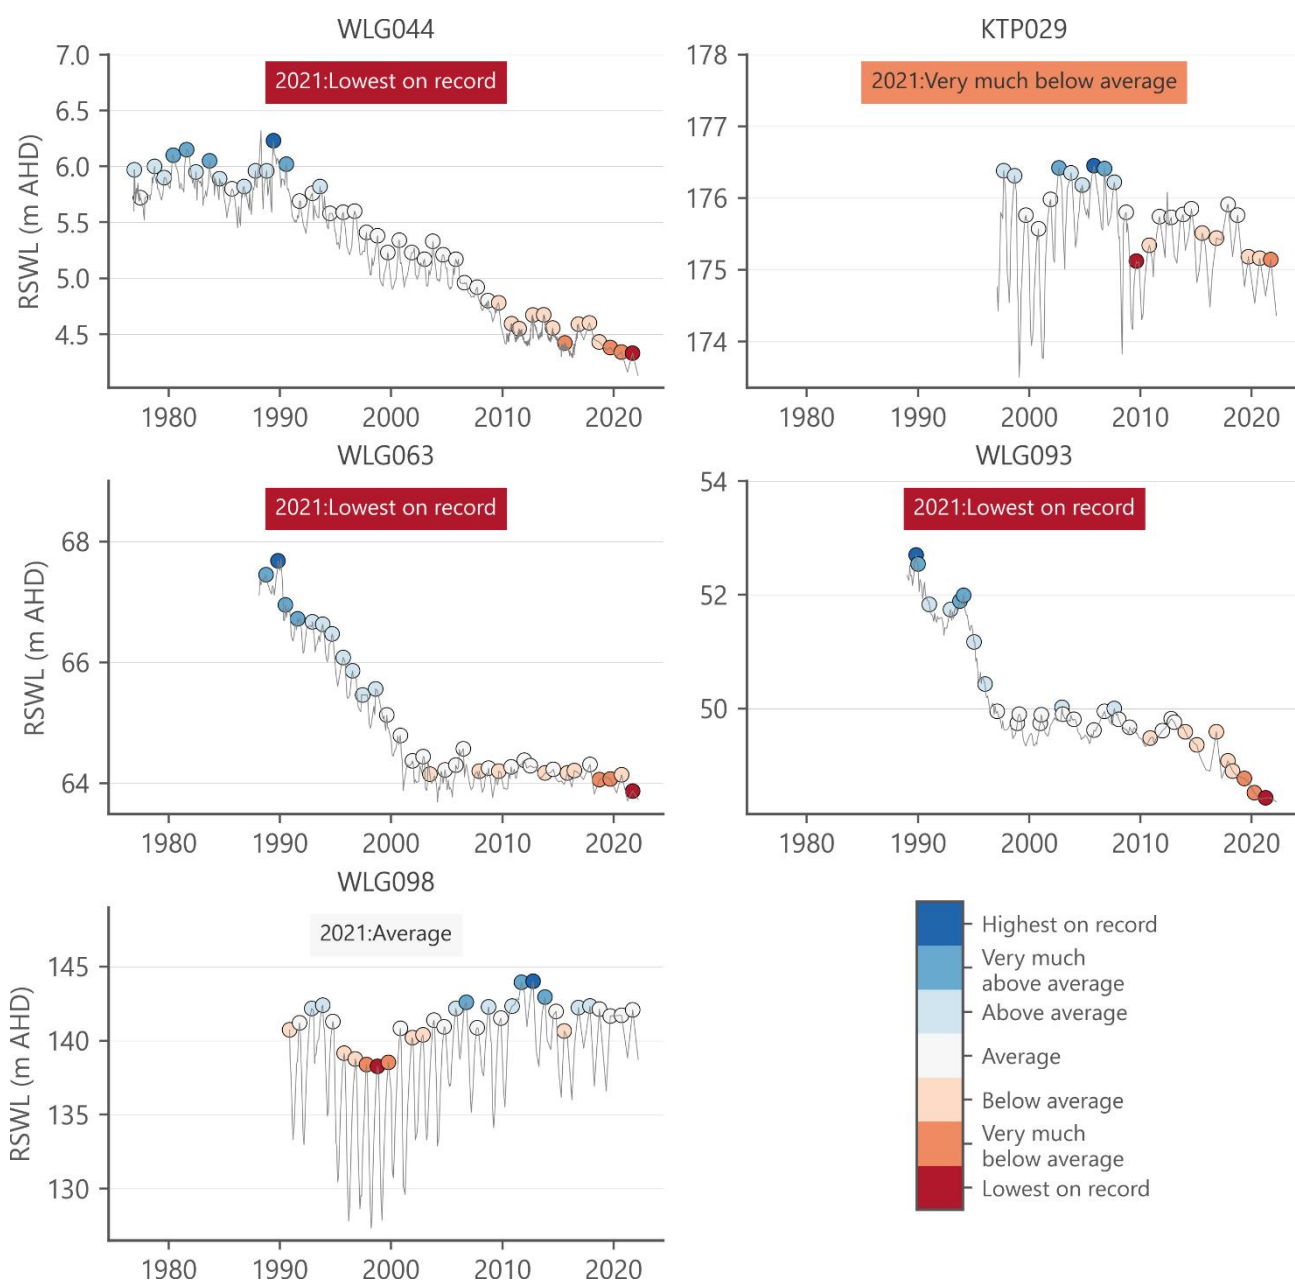 WLG044
2021:Lowest on record
RSWL (m AHD)
7.0
6.5
6.0
5.5
5.0
4.5
1980 1990 2000 2010 2020
KTP029
2021:Very much below average
178
177
176
175
174
1980 1990 2000 2010 2020
WLG063
2021:Lowest on record
RSWL (m AHD)
68
66
64
1980 1990 2000 2010 2020
WLG093
2021:Lowest on record
54
52
50
1980 1990 2000 2010 2020
WLG098
2021:Average
RSWL (m AHD)
145
140
135
130
1980 1990 2000 2010 2020
Highest on record
Very much
above average
Above average
Average
Below average
Very much
below average
Lowest on record